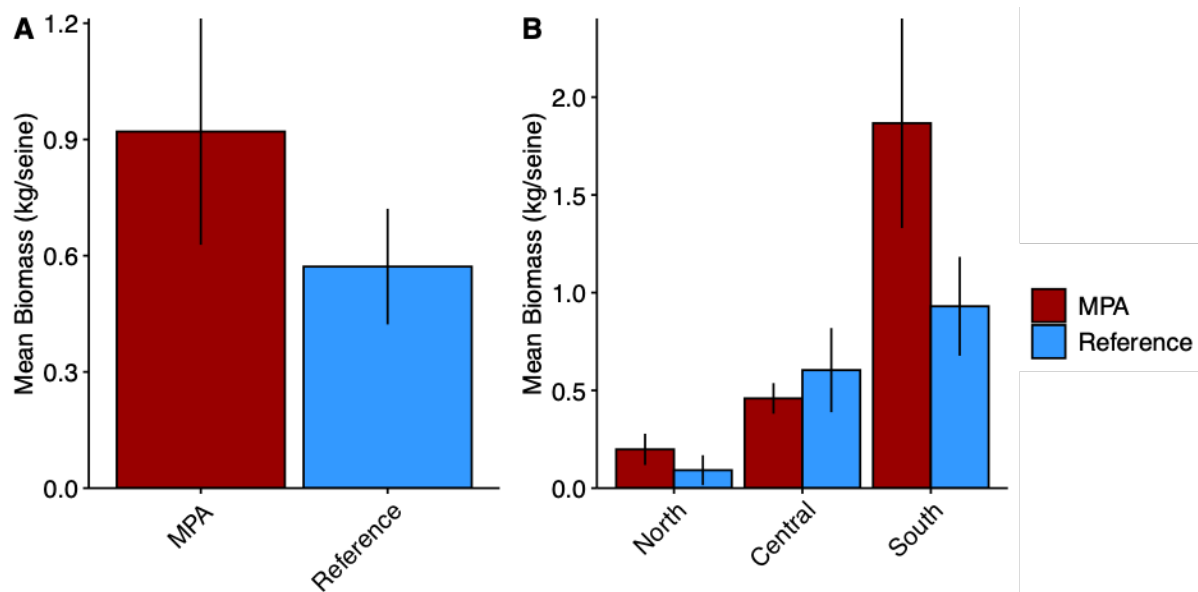 A
Mean Biomass (kg/seine)
1.2
0.9
0.6
0.3
0.0
MPA
Reference
B
Mean Biomass (kg/seine)
2.0
1.5
1.0
0.5
0.0
North
Central
South
MPA
Reference